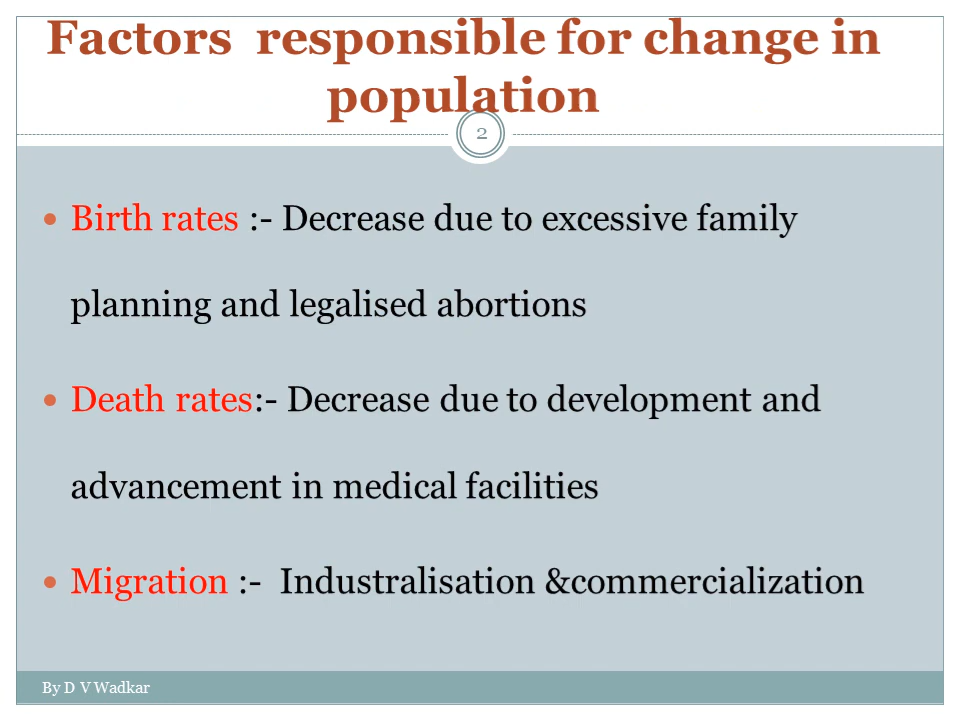 Factors  responsible for change in
population
2
Birth rates :- Decrease due to excessive family
planning and legalised abortions
Death rates:- Decrease due to development and
advancement in medical facilities
Migration :-  Industralisation &commercialization
By D V Wadkar